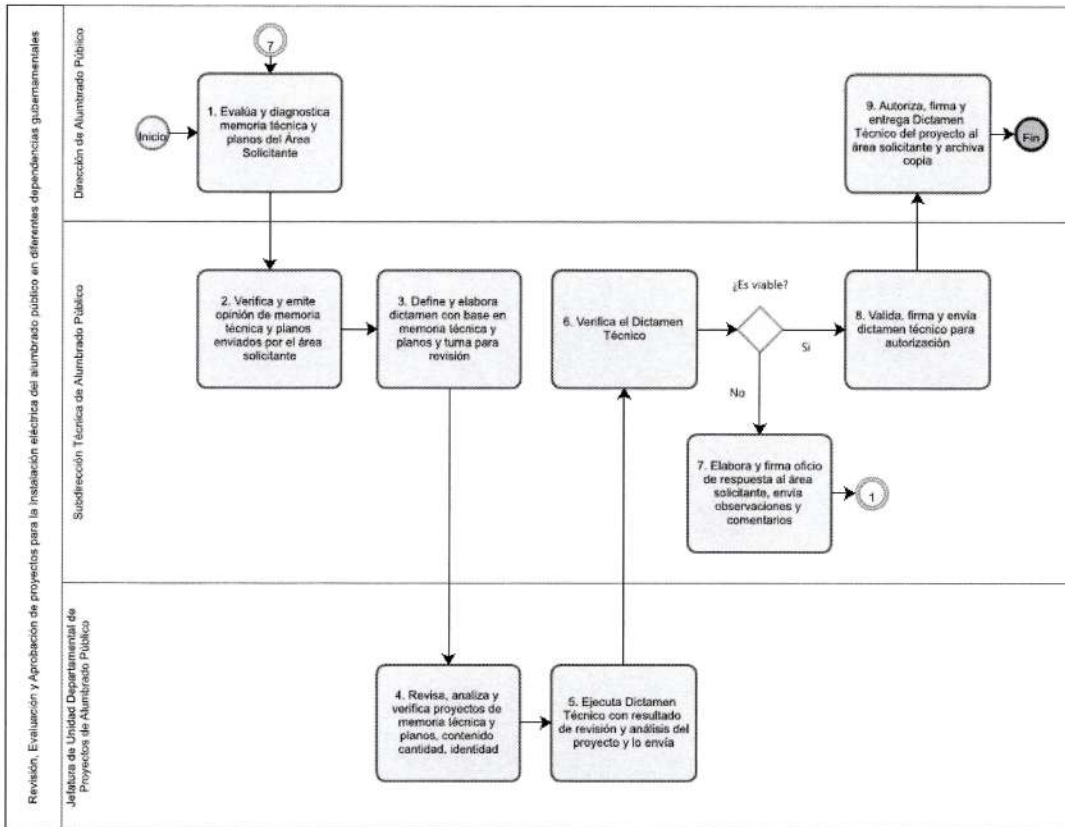 Revisión, Evaluación y Aprobación de proyectos para la instalación eléctrica del alumbrado público en diferentes dependencias gubernamentales
Dirección de Alumbrado Público
7
Inicio
1. Evalúa y diagnostica
memoria técnica y
planos del Área
Solicitante
9. Autoriza, firma y
entrega Dictamen
Técnico del proyecto al
área solicitante y archiva
copia
Fin
Subdirección Técnica de Alumbrado Público
2. Verifica y emite
opinión de memoria
técnica y planos
enviados por el área
solicitante
3. Define y elabora
dictamen con base en
memoria técnica y
planos y turna para
revisión
6. Verifica el Dictamen
Técnico
¿Es viable?
Si
No
8. Valida, firma y envía
dictamen técnico para
autorización
7. Elabora y firma oficio
de respuesta al área
solicitante, envía
observaciones y
comentarios
1
Jefatura de Unidad Departamental de
Proyectos de Alumbrado Público
4. Revisa, analiza y
verifica proyectos de
memoria técnica y
planos, contenido
cantidad, identidad
5. Ejecuta Dictamen
Técnico con resultado
de revisión y análisis del
proyecto y lo envía